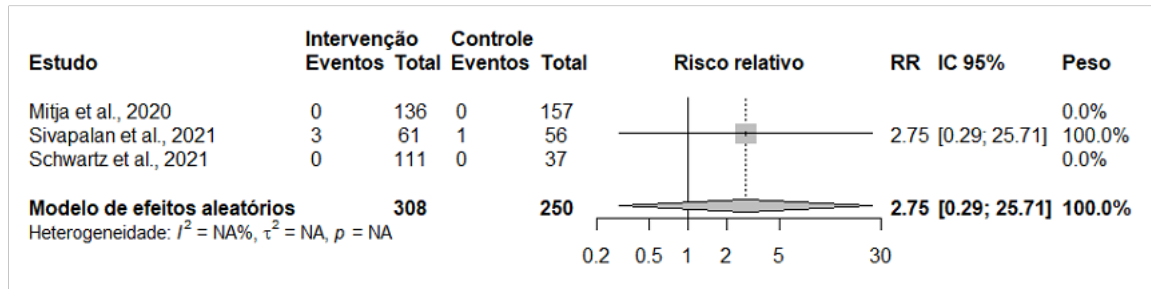 Intervenção Controle
Estudo Eventos Total Eventos Total Risco relativo RR IC 95% Peso
Mitja et al., 2020 0 136 0 157 0.0%
Sivapalan et al., 2021 3 61 1 56 2.75 [0.29; 25.71] 100.0%
Schwartz et al., 2021 0 111 0 37 0.0%
Modelo de efeitos aleatórios 308 250 2.75 [0.29; 25.71] 100.0%
Heterogeneidade: I² = NA%, τ² = NA, p = NA
0.2 0.5 1 2 5 30